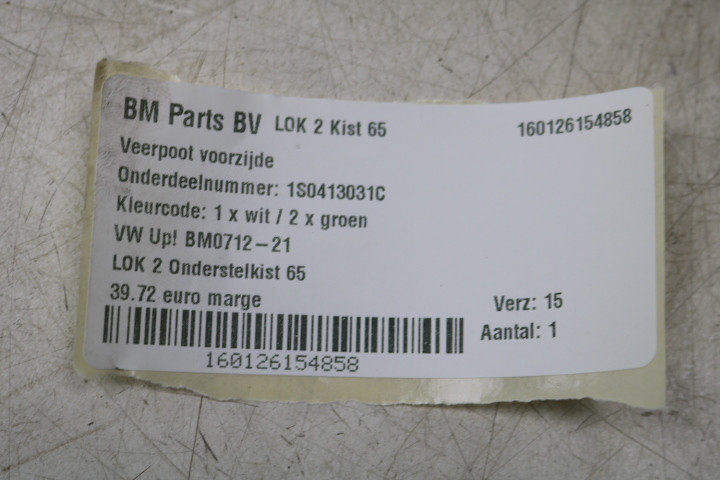 BM Parts BV LOK 2 Kist 65 160126154858
Veerpoot voorzijde
Onderdeelnummer: 1S0413031C
Kleurcode: 1 x wit / 2 x groen
VW Up! BM0712-21
LOK 2 Onderstelkist 65
39.72 euro marge Verz: 15
Aantal: 1
160126154858